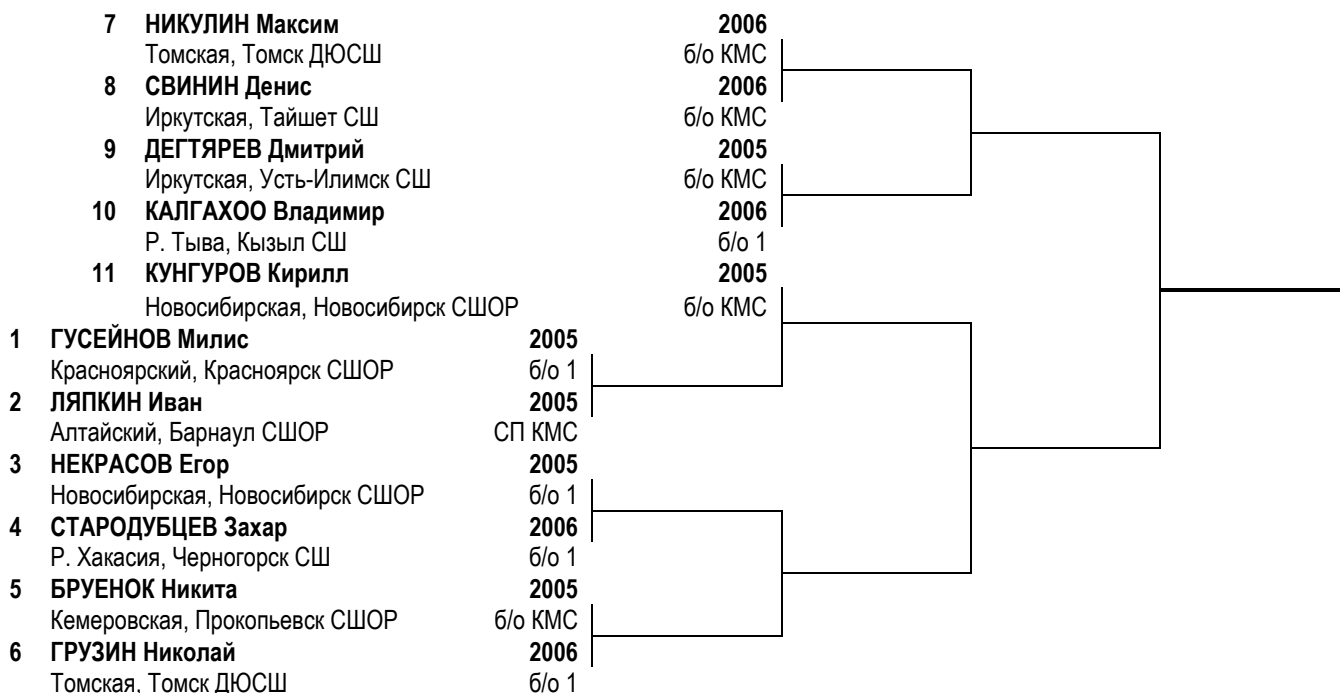 7 НИКУЛИН Максим 2006
Томская, Томск ДЮСШ б/о КМС
8 СВИНИН Денис 2006
Иркутская, Тайшет СШ б/о КМС
9 ДЕГТЯРЕВ Дмитрий 2005
Иркутская, Усть-Илимск СШ б/о КМС
10 КАЛГАХОО Владимир 2006
Р. Тыва, Кызыл СШ б/о 1
11 КУНГУРОВ Кирилл 2005
Новосибирская, Новосибирск СШОР б/о КМС
1 ГУСЕЙНОВ Милис 2005
Красноярский, Красноярск СШОР б/о 1
2 ЛЯПКИН Иван 2005
Алтайский, Барнаул СШОР СП КМС
3 НЕКРАСОВ Егор 2005
Новосибирская, Новосибирск СШОР б/о 1
4 СТАРОДУБЦЕВ Захар 2006
Р. Хакасия, Черногорск СШ б/о 1
5 БРУЕНОК Никита 2005
Кемеровская, Прокопьевск СШОР б/о КМС
6 ГРУЗИН Николай 2006
Томская, Томск ДЮСШ б/о 1